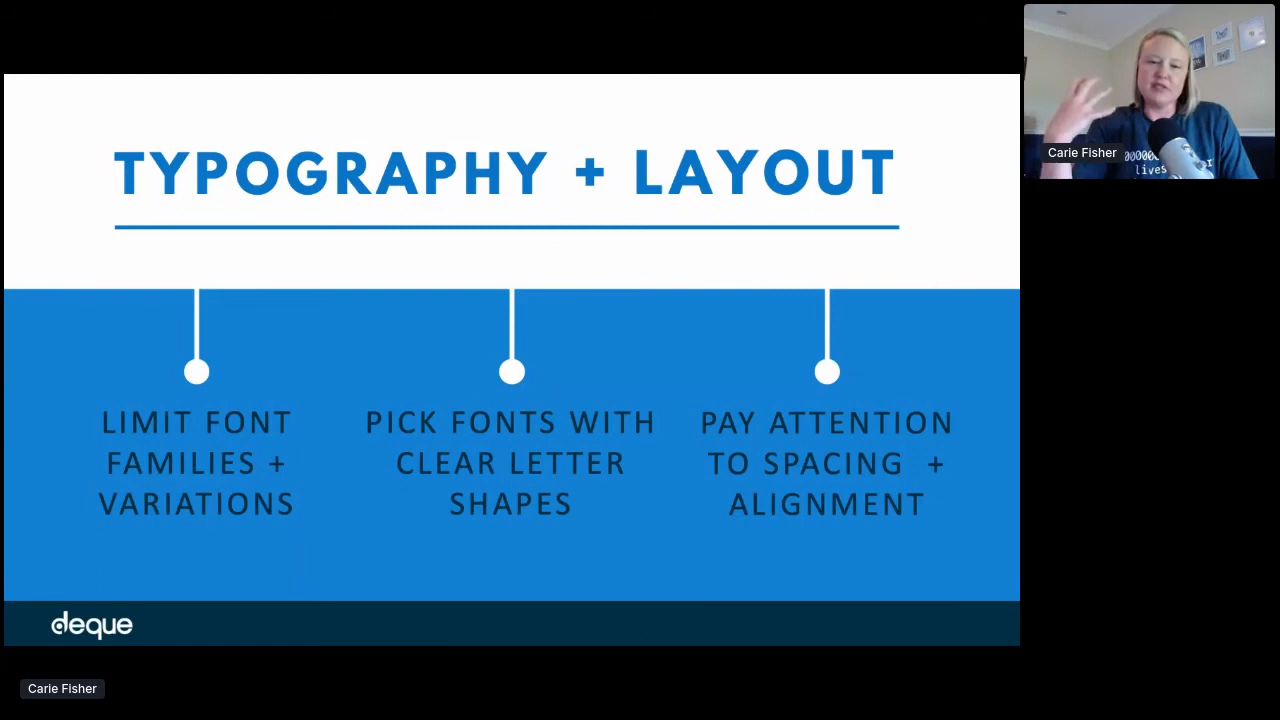 TYPOGRAPHY + LAYOUT
LIMIT FONT
FAMILIES +
VARIATIONS
PICK FONTS WITH
CLEAR LETTER
SHAPES
PAY ATTENTION
TO SPACING +
ALIGNMENT
deque
Carie Fisher
Carie Fisher
lives